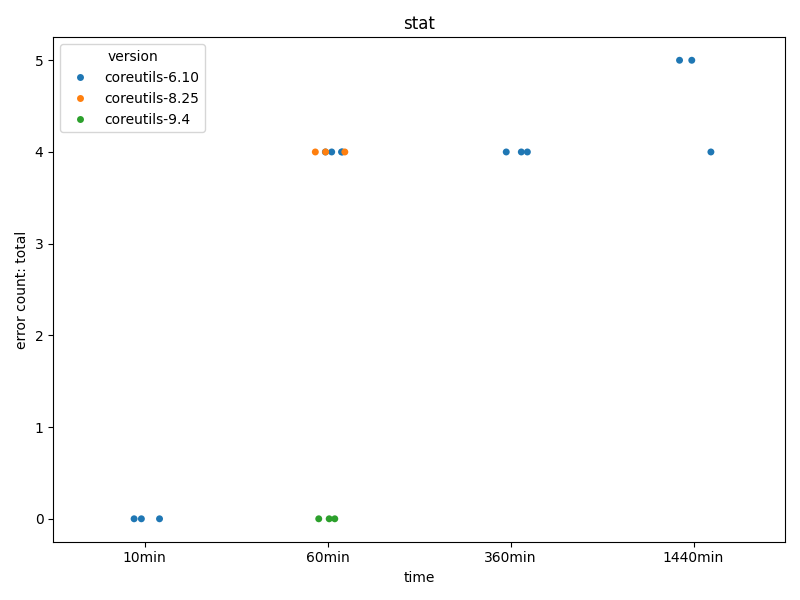 stat
version
coreutils-6.10
coreutils-8.25
coreutils-9.4
error count: total
5
4
3
2
1
0
10min
60min
360min
1440min
time